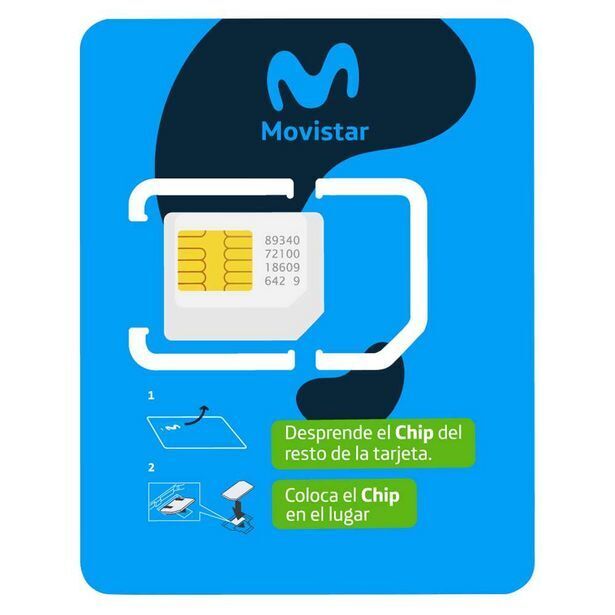 Movistar
89340
72100
18609
642 9
1
Desprende el Chip del
resto de la tarjeta.
2
Coloca el Chip
en el lugar